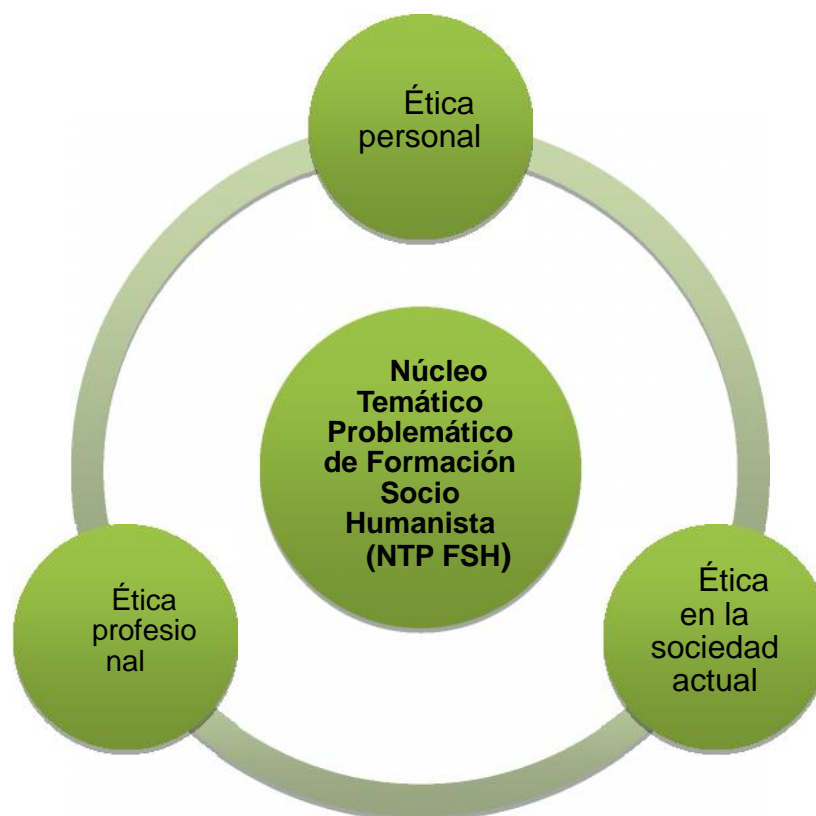 Ética
personal
Núcleo
Temático
Problemático
de Formación
Socio
Humanista
(NTP FSH)
Ética
profesio
nal
Ética
en la
sociedad
actual